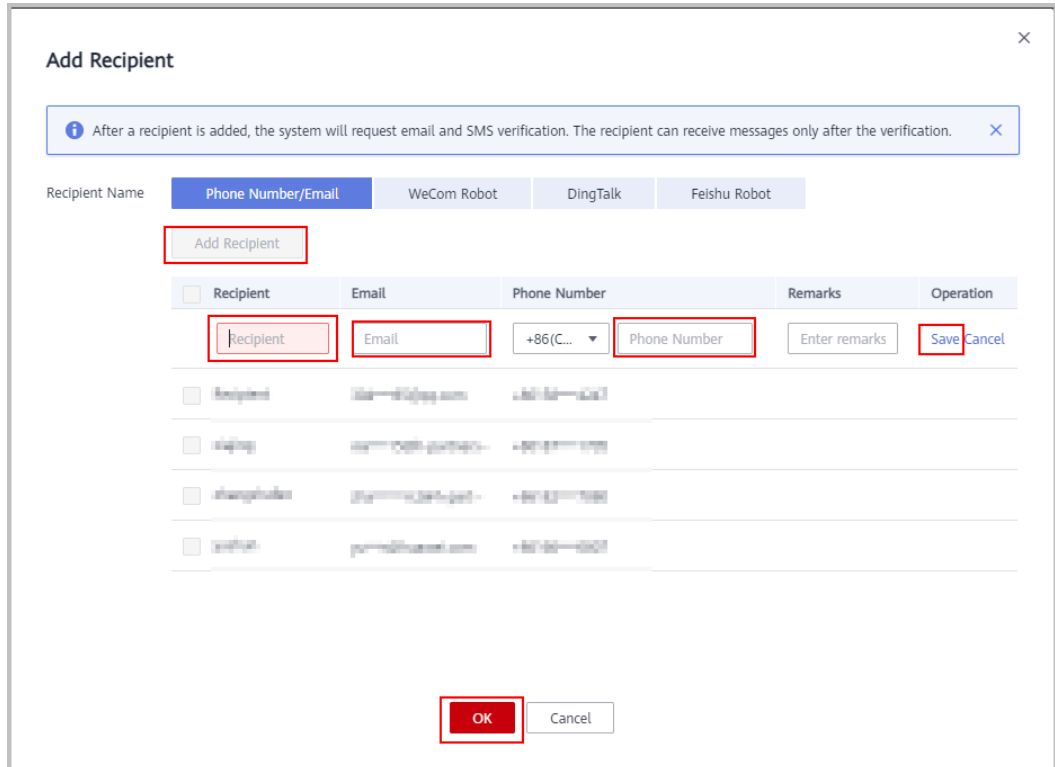 Add Recipient
After a recipient is added, the system will request email and SMS verification. The recipient can receive messages only after the verification.
Recipient Name Phone Number/Email WeCom Robot DingTalk Feishu Robot
Add Recipient
Recipient Email Phone Number Remarks Operation
Recipient Email +86(C... Phone Number Enter remarks Save Cancel
OK Cancel